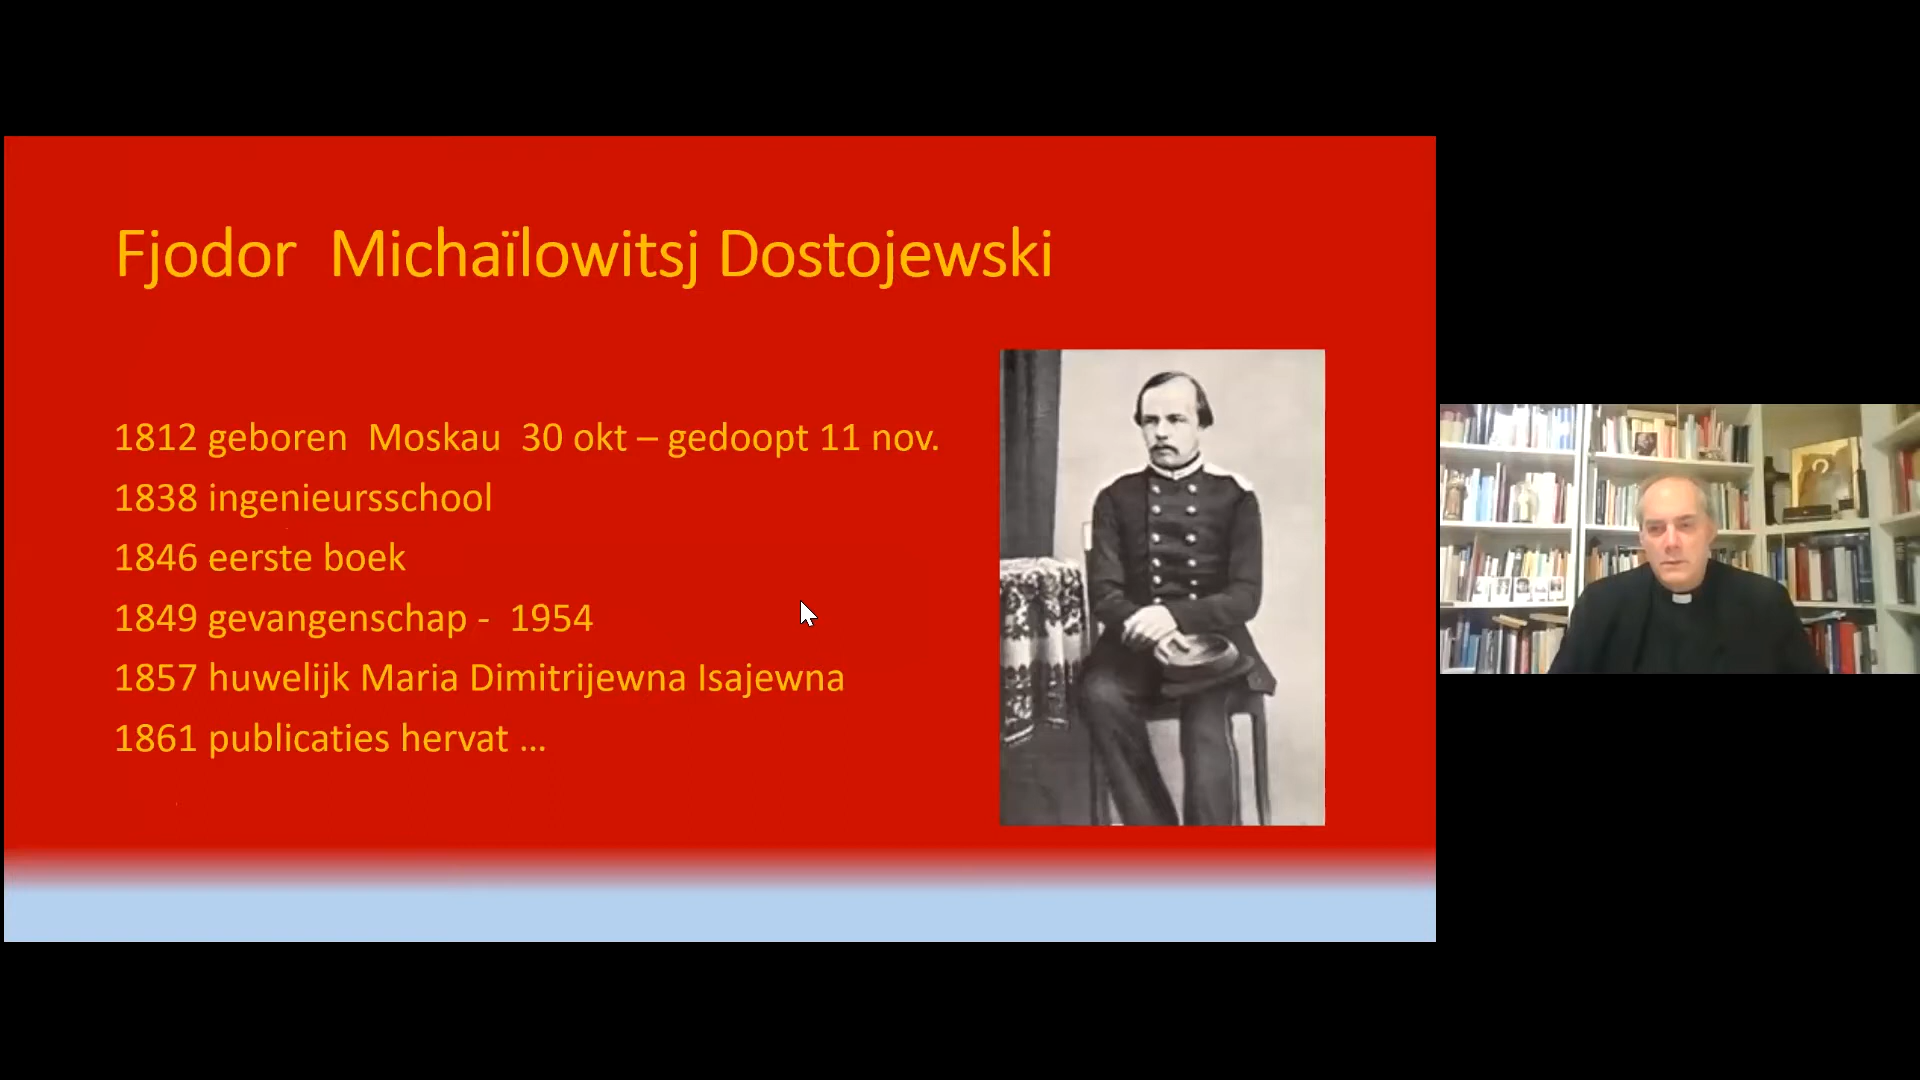 Fjodor Michaïlowitsj Dostojewski
1812 geboren Moskau 30 okt – gedoopt 11 nov.
1838 ingenieursschool
1846 eerste boek
1849 gevangenschap - 1954
1857 huwelijk Maria Dimitrijewna Isajewna
1861 publicaties hervat ...